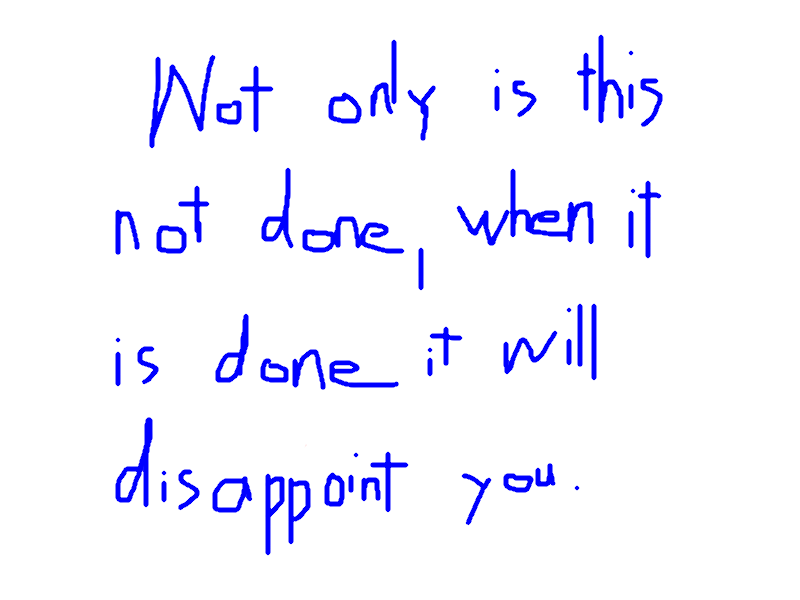 Not only is this
not done, when it
is done it will
disappoint you.